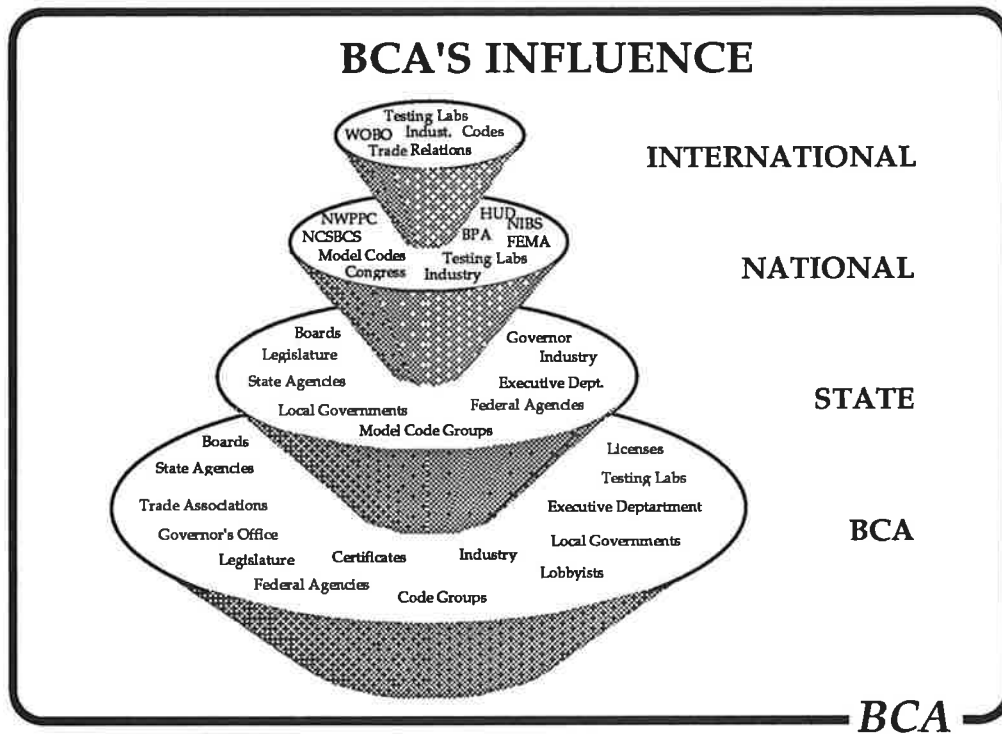 BCA'S INFLUENCE
Testing Labs
WOBO Indust. Codes
Trade Relations
INTERNATIONAL
NWPPC HUD NIBS
NCSBCS BPA FEMA
Model Codes Testing Labs
Congress Industry
NATIONAL
Boards Governor
Legislature Industry
State Agencies Executive Dept.
Local Governments Federal Agencies
Model Code Groups
STATE
Boards Licenses
State Agencies Testing Labs
Trade Associations Executive Deptartment
Governor's Office Local Governments
Legislature Certificates Industry
Federal Agencies Lobbyists
Code Groups
BCA
BCA